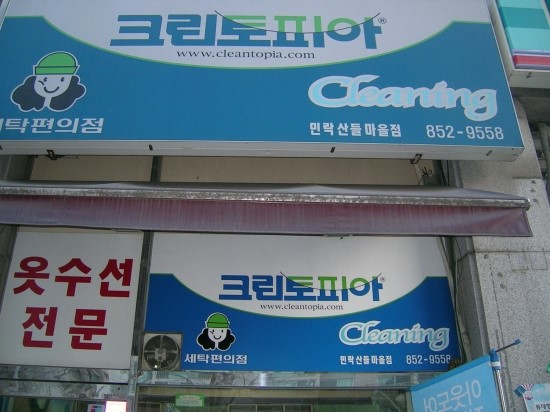 크린토피아®
www.cleantopia.com
Cleaning
세탁편의점
민락산들마을점 852-9558
옷수선
전문
크린토피아®
www.cleantopia.com
Cleaning
세탁편의점
민락산들마을점 852-9558